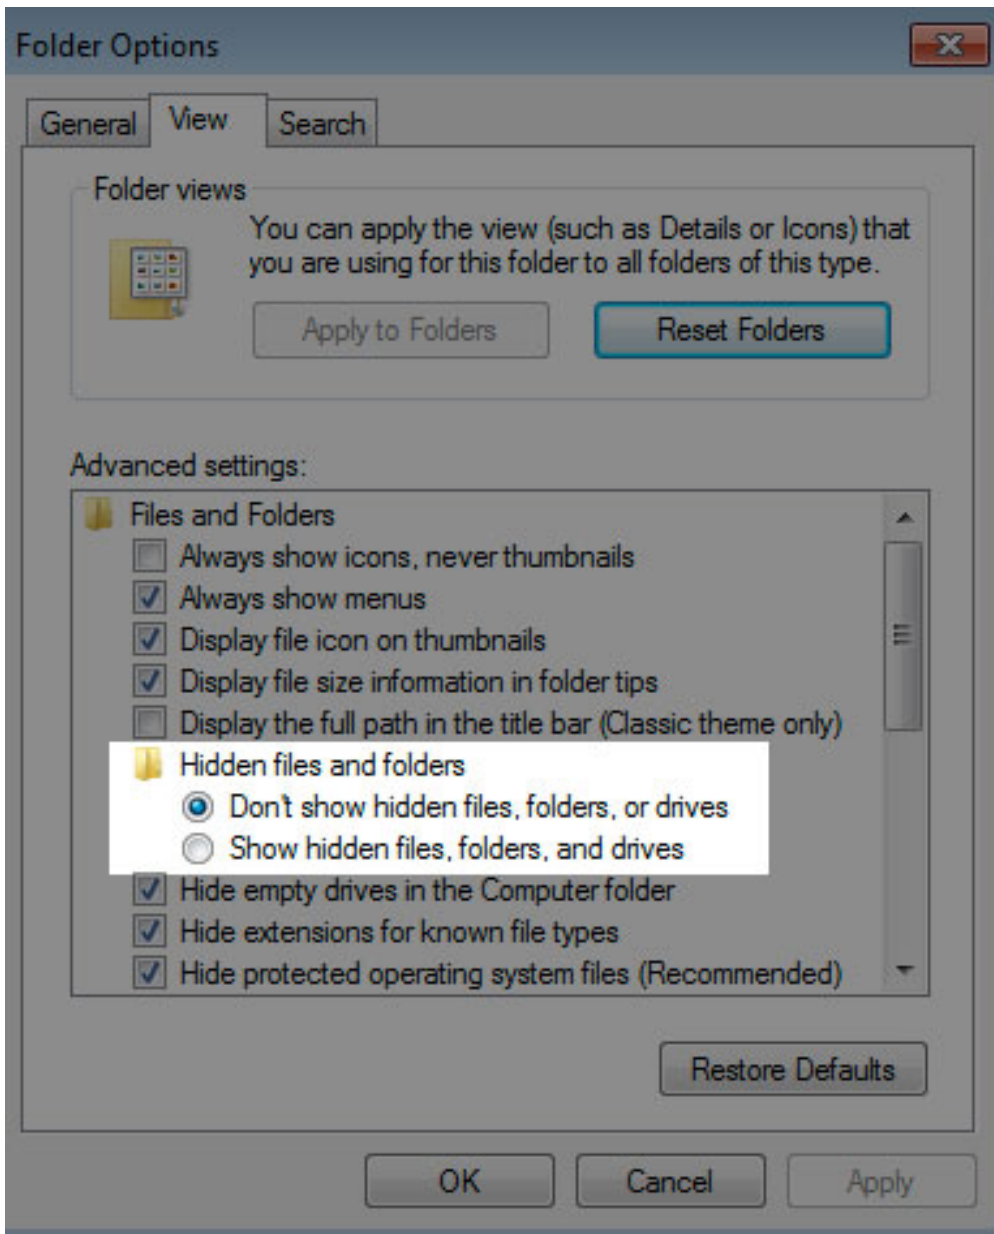 Folder Options
General
View
Search
Folder views
You can apply the view (such as Details or Icons) that
you are using for this folder to all folders of this type.
Apply to Folders
Reset Folders
Advanced settings:
Files and Folders
Always show icons, never thumbnails
Always show menus
Display file icon on thumbnails
Display file size information in folder tips
Display the full path in the title bar (Classic theme only)
Hidden files and folders
Don't show hidden files, folders, or drives
Show hidden files, folders, and drives
Hide empty drives in the Computer folder
Hide extensions for known file types
Hide protected operating system files (Recommended)
Restore Defaults
OK
Cancel
Apply